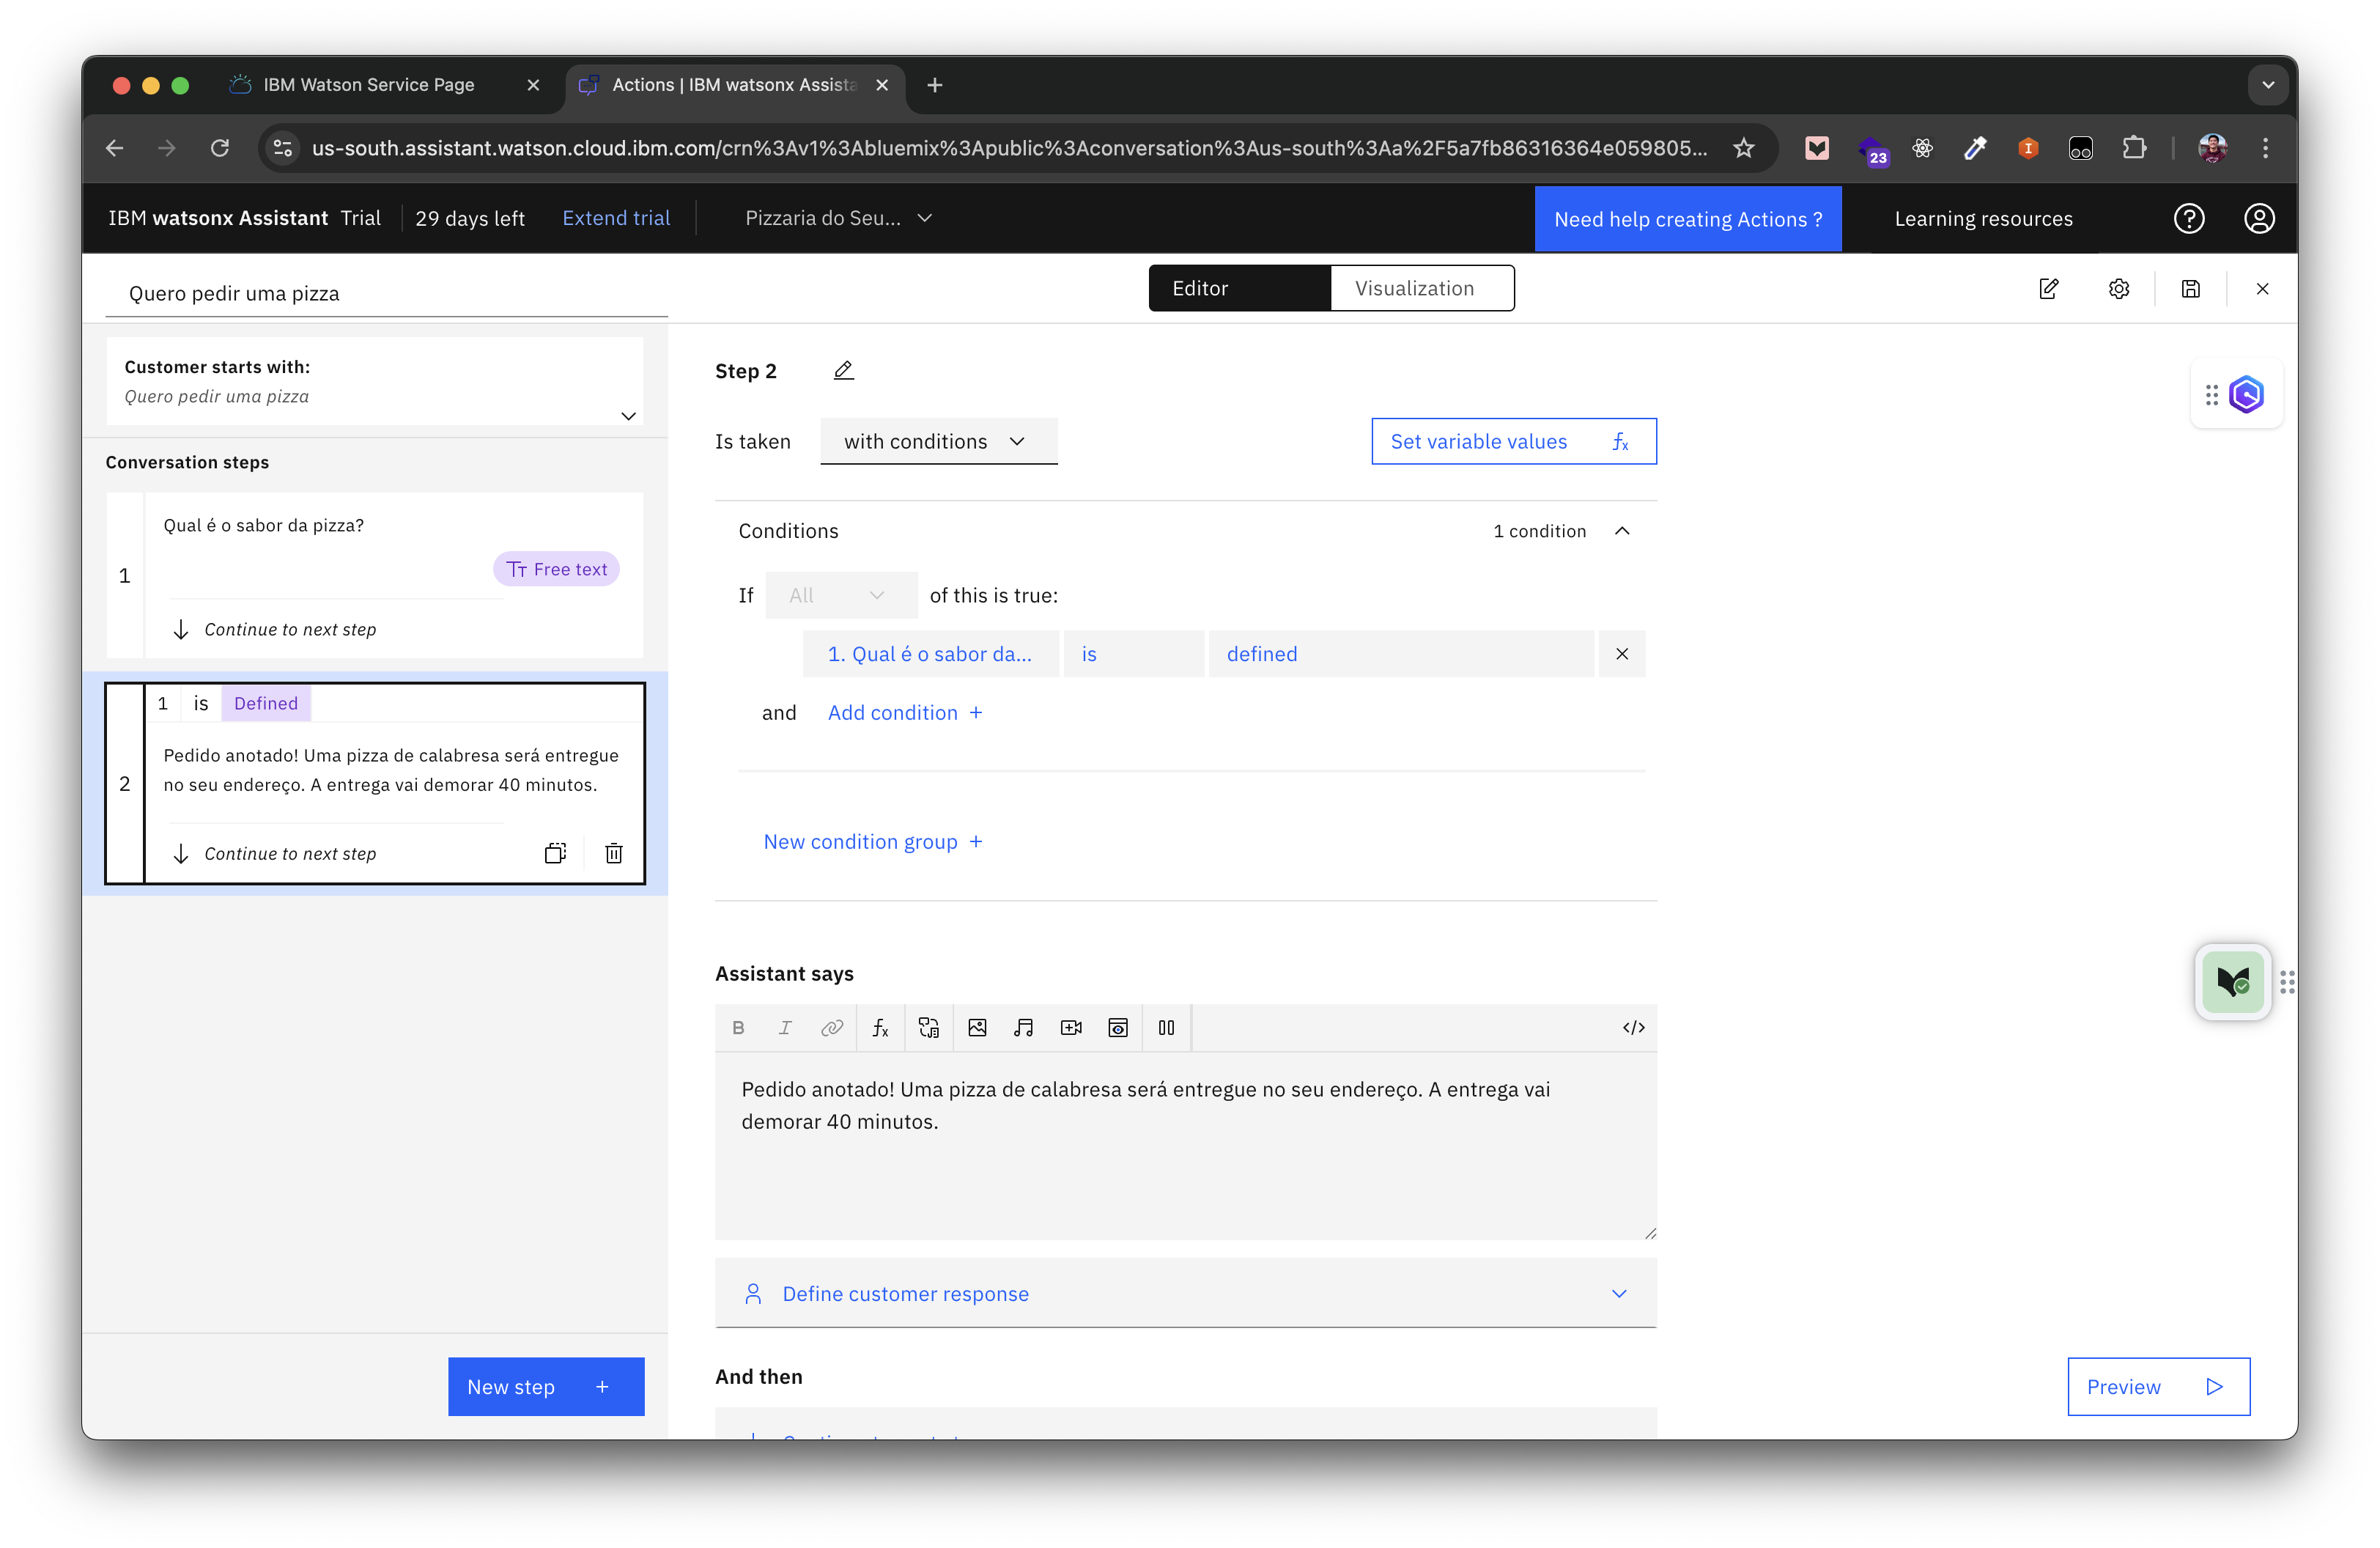 IBM Watson Service Page
Actions | IBM watsonx Assista
us-south.assistant.watson.cloud.ibm.com/crn%3Av1%3Abluemix%3Apublic%3Aconversation%3Aus-south%3Aa%2F5a7fb86316364e059805...
23
IBM watsonx Assistant Trial
29 days left
Extend trial
Pizzaria do Seu...
Need help creating Actions ?
Learning resources
Quero pedir uma pizza
Editor
Visualization
Customer starts with:
Quero pedir uma pizza
Conversation steps
1
Qual é o sabor da pizza?
Free text
Continue to next step
2
1 is Defined
Pedido anotado! Uma pizza de calabresa será entregue
no seu endereço. A entrega vai demorar 40 minutos.
Continue to next step
New step
Step 2
Is taken
with conditions
Set variable values
Conditions
1 condition
If All of this is true:
1. Qual é o sabor da...
is
defined
and
Add condition +
New condition group +
Assistant says
Pedido anotado! Uma pizza de calabresa será entregue no seu endereço. A entrega vai
demorar 40 minutos.
Define customer response
And then
Preview